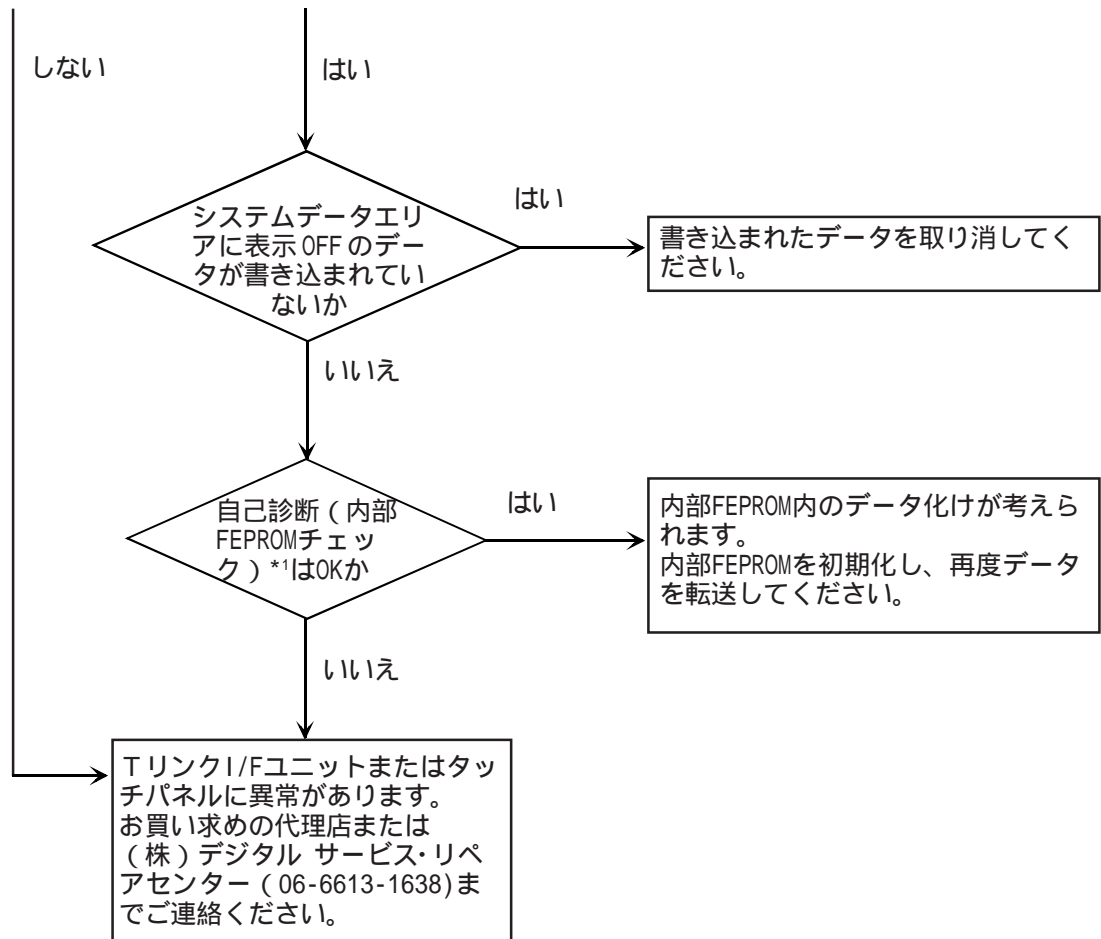 しない
はい
システムデータエリ
アに表示OFFのデー
タが書き込まれてい
ないか
はい
書き込まれたデータを取り消してく
ださい。
いいえ
自己診断(内部
FEPROMチェッ
ク)*1はOKか
はい
内部FEPROM内のデータ化けが考えら
れます。
内部FEPROMを初期化し、再度データ
を転送してください。
いいえ
TリンクI/Fユニットまたはタッ
チパネルに異常があります。
お買い求めの代理店または
(株)デジタル サービス・リペ
アセンター(06-6613-1638)ま
でご連絡ください。